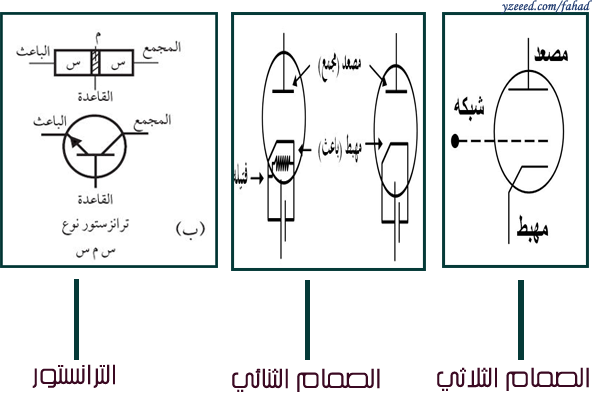 yzeeed.com/fahad
مصعد
شبكه
مهبط
الصمام الثلاثي
مصعد (مجمع)
مهبط (باعث)
فتيله
الصمام الثنائي
م
المجمع
الباعث
س
س
القاعدة
المجمع
الباعث
القاعدة
ترانزستور نوع
س م س
(ب)
الترانستور